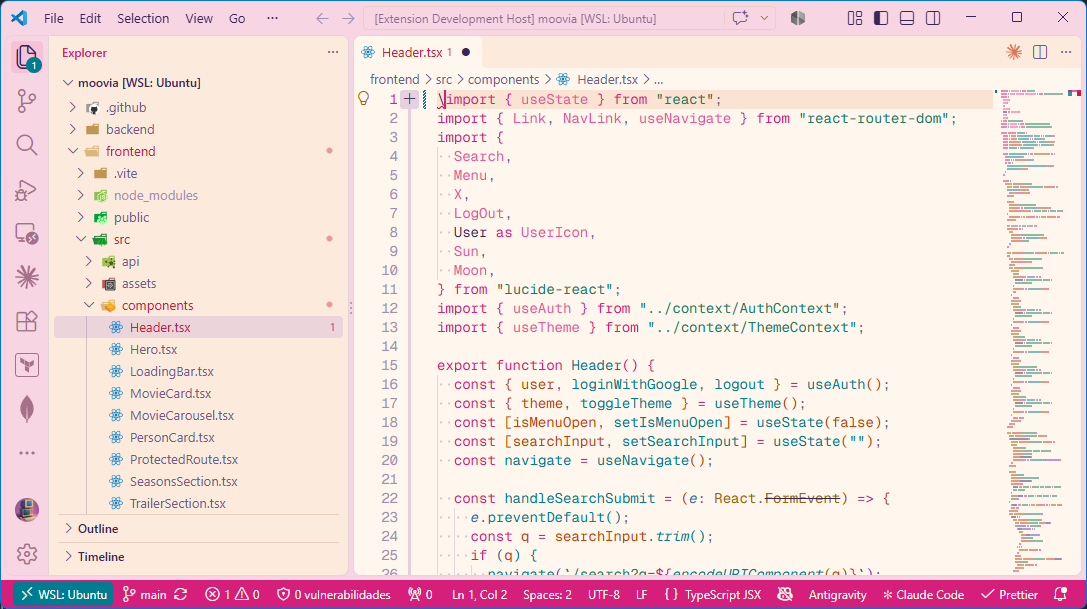 File Edit Selection View Go ··· [Extension Development Host] moovia [WSL: Ubuntu]
Explorer ···
moovia [WSL: Ubuntu]
.github
backend
frontend
.vite
node_modules
public
src
api
assets
components
Header.tsx 1
Hero.tsx
LoadingBar.tsx
MovieCard.tsx
MovieCarousel.tsx
PersonCard.tsx
ProtectedRoute.tsx
SeasonsSection.tsx
TrailerSection.tsx
Outline
Timeline
1
Header.tsx 1
frontend > src > components > Header.tsx > ...
1 \import { useState } from "react";
2 import { Link, NavLink, useNavigate } from "react-router-dom";
3 import {
4 Search,
5 Menu,
6 X,
7 LogOut,
8 User as UserIcon,
9 Sun,
10 Moon,
11 } from "lucide-react";
12 import { useAuth } from "../context/AuthContext";
13 import { useTheme } from "../context/ThemeContext";
14
15 export function Header() {
16 const { user, loginWithGoogle, logout } = useAuth();
17 const { theme, toggleTheme } = useTheme();
18 const [isMenuOpen, setIsMenuOpen] = useState(false);
19 const [searchInput, setSearchInput] = useState("");
20 const navigate = useNavigate();
21
22 const handleSearchSubmit = (e: React.FormEvent) => {
23 e.preventDefault();
24 const q = searchInput.trim();
25 if (q) {
26 navigate(`/search?q=${encodeURIComponent(q)}`);
WSL: Ubuntu main 1 0 0 vulnerabilidades 0 Ln 1, Col 2 Spaces: 2 UTF-8 LF { } TypeScript JSX Antigravity Claude Code Prettier